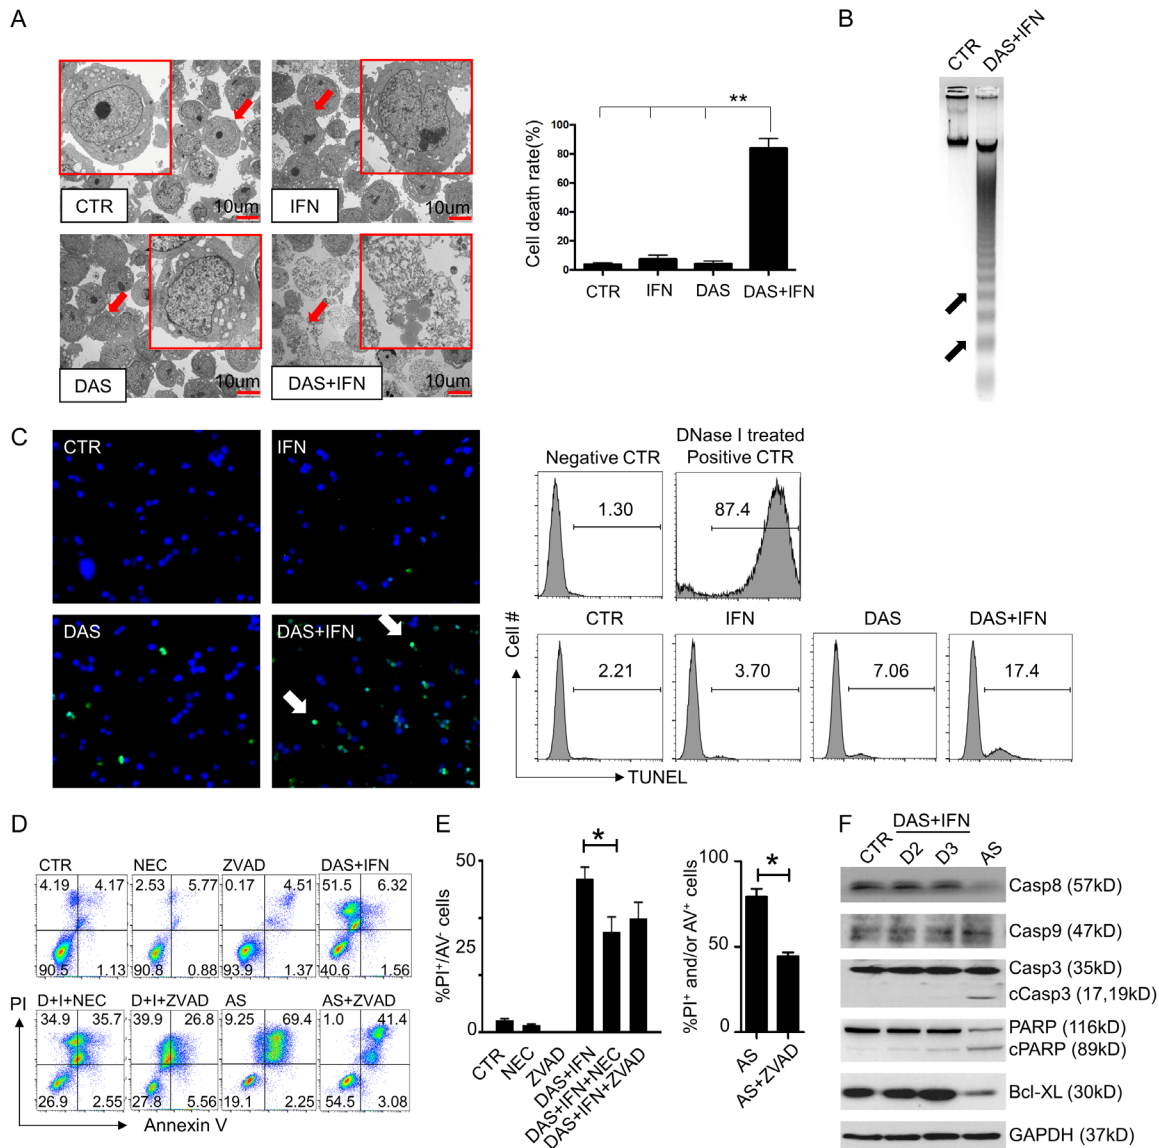 A
CTR
10um
IFN
10um
DAS
10um
DAS+IFN
10um
**
Cell death rate(%)
100
80
60
40
20
0
CTR IFN DAS DAS+IFN
B
CTR DAS+IFN
C
CTR
IFN
DAS
DAS+IFN
Negative CTR
DNase I treated
Positive CTR
1.30
87.4
CTR IFN DAS DAS+IFN
2.21 3.70 7.06 17.4
Cell #
TUNEL
D
CTR NEC ZVAD DAS+IFN
4.19 4.17 2.53 5.77 0.17 4.51 51.5 6.32
90.5 1.13 90.8 0.88 93.9 1.37 40.6 1.56
D+I+NEC D+I+ZVAD AS AS+ZVAD
34.9 35.7 39.9 26.8 9.25 69.4 1.0 41.4
26.9 2.55 27.8 5.56 19.1 2.25 54.5 3.08
PI
Annexin V
E
%PI+/AV- cells
50
25
0
*
CTR
NEC
ZVAD
DAS+IFN
DAS+IFN+NEC
DAS+IFN+ZVAD
%PI+ and/or AV+ cells
100
50
0
*
AS
AS+ZVAD
F
DAS+IFN
CTR D2 D3 AS
Casp8 (57kD)
Casp9 (47kD)
Casp3 (35kD)
cCasp3 (17,19kD)
PARP (116kD)
cPARP (89kD)
Bcl-XL (30kD)
GAPDH (37kD)